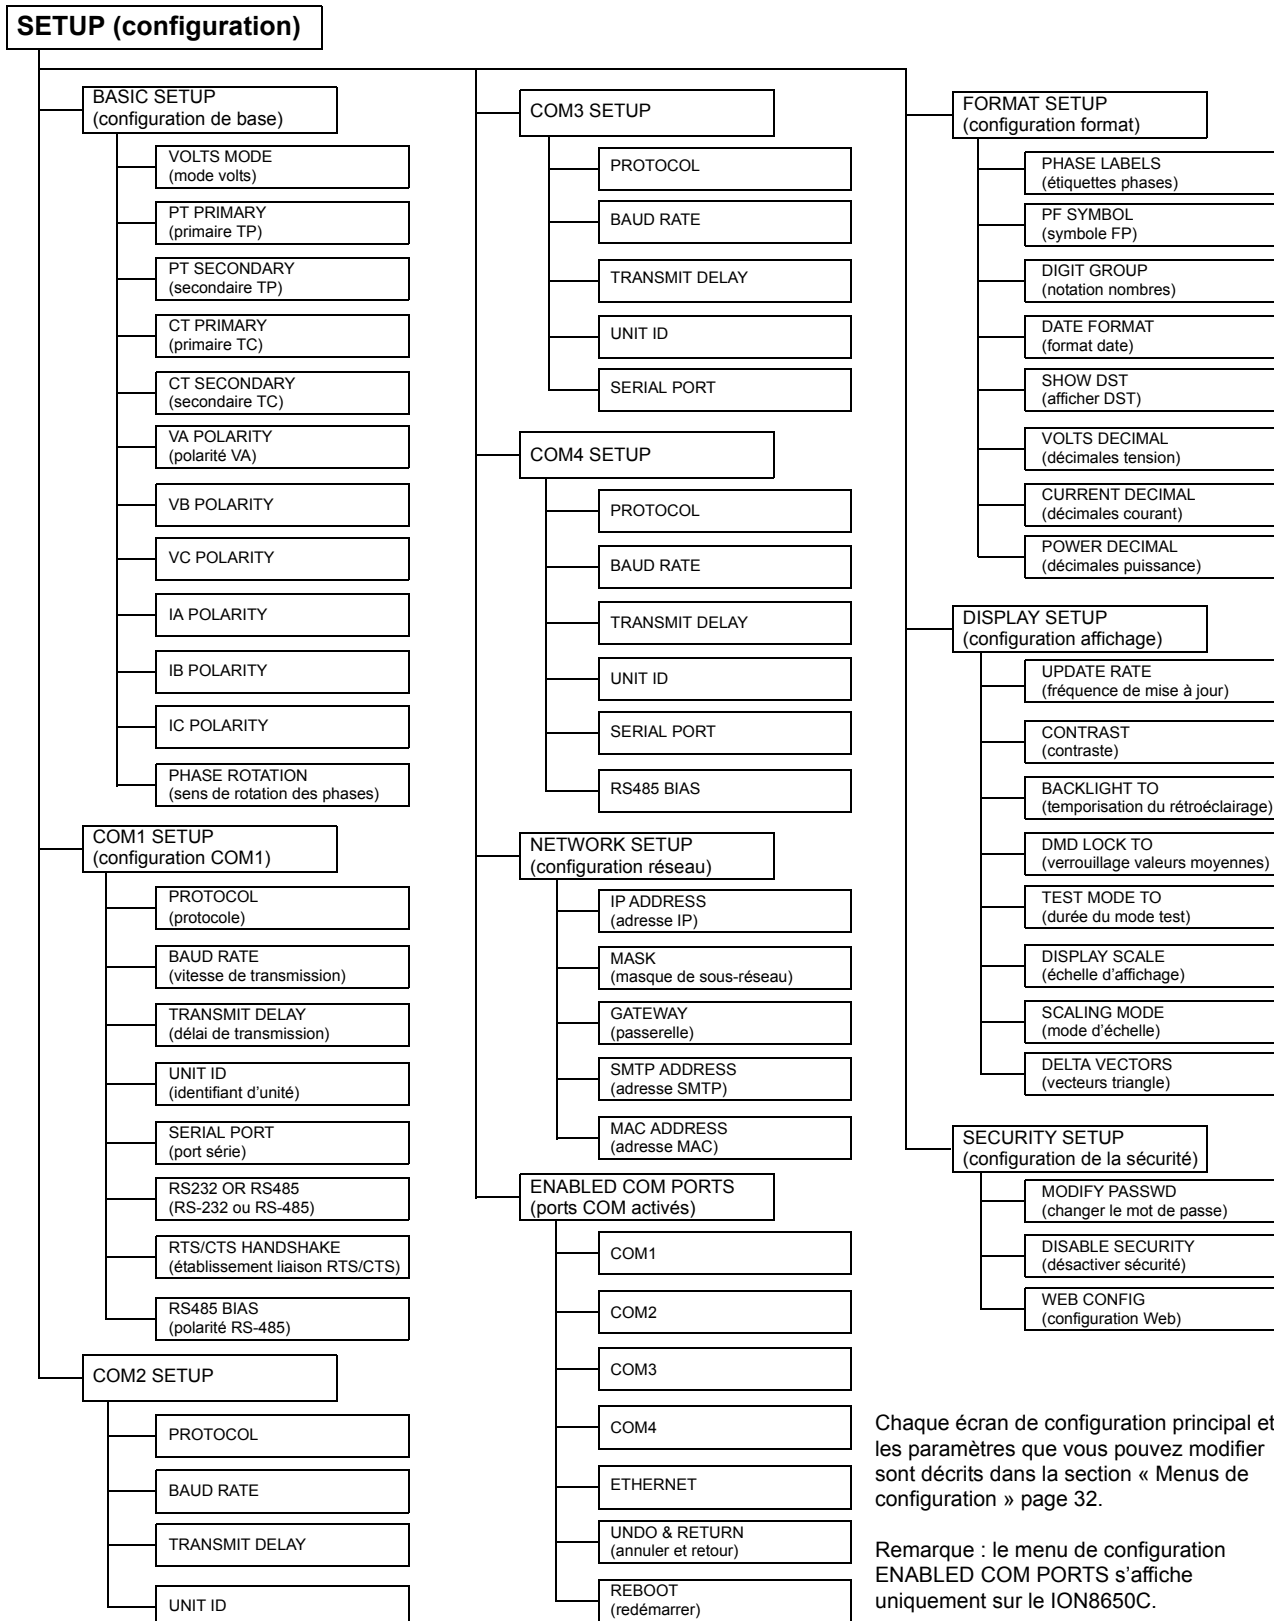 SETUP (configuration)
BASIC SETUP
(configuration de base)
VOLTS MODE
(mode volts)
PT PRIMARY
(primaire TP)
PT SECONDARY
(secondaire TP)
CT PRIMARY
(primaire TC)
CT SECONDARY
(secondaire TC)
VA POLARITY
(polarité VA)
VB POLARITY
VC POLARITY
IA POLARITY
IB POLARITY
IC POLARITY
PHASE ROTATION
(sens de rotation des phases)
COM1 SETUP
(configuration COM1)
PROTOCOL
(protocole)
BAUD RATE
(vitesse de transmission)
TRANSMIT DELAY
(délai de transmission)
UNIT ID
(identifiant d’unité)
SERIAL PORT
(port série)
RS232 OR RS485
(RS-232 ou RS-485)
RTS/CTS HANDSHAKE
(établissement liaison RTS/CTS)
RS485 BIAS
(polarité RS-485)
COM2 SETUP
PROTOCOL
BAUD RATE
TRANSMIT DELAY
UNIT ID
COM3 SETUP
PROTOCOL
BAUD RATE
TRANSMIT DELAY
UNIT ID
SERIAL PORT
COM4 SETUP
PROTOCOL
BAUD RATE
TRANSMIT DELAY
UNIT ID
SERIAL PORT
RS485 BIAS
NETWORK SETUP
(configuration réseau)
IP ADDRESS
(adresse IP)
MASK
(masque de sous-réseau)
GATEWAY
(passerelle)
SMTP ADDRESS
(adresse SMTP)
MAC ADDRESS
(adresse MAC)
ENABLED COM PORTS
(ports COM activés)
COM1
COM2
COM3
COM4
ETHERNET
UNDO & RETURN
(annuler et retour)
REBOOT
(redémarrer)
FORMAT SETUP
(configuration format)
PHASE LABELS
(étiquettes phases)
PF SYMBOL
(symbole FP)
DIGIT GROUP
(notation nombres)
DATE FORMAT
(format date)
SHOW DST
(afficher DST)
VOLTS DECIMAL
(décimales tension)
CURRENT DECIMAL
(décimales courant)
POWER DECIMAL
(décimales puissance)
DISPLAY SETUP
(configuration affichage)
UPDATE RATE
(fréquence de mise à jour)
CONTRAST
(contraste)
BACKLIGHT TO
(temporisation du rétroéclairage)
DMD LOCK TO
(verrouillage valeurs moyennes)
TEST MODE TO
(durée du mode test)
DISPLAY SCALE
(échelle d’affichage)
SCALING MODE
(mode d’échelle)
DELTA VECTORS
(vecteurs triangle)
SECURITY SETUP
(configuration de la sécurité)
MODIFY PASSWD
(changer le mot de passe)
DISABLE SECURITY
(désactiver sécurité)
WEB CONFIG
(configuration Web)
Chaque écran de configuration principal et
les paramètres que vous pouvez modifier
sont décrits dans la section « Menus de
configuration » page 32.
Remarque : le menu de configuration
ENABLED COM PORTS s’affiche
uniquement sur le ION8650C.